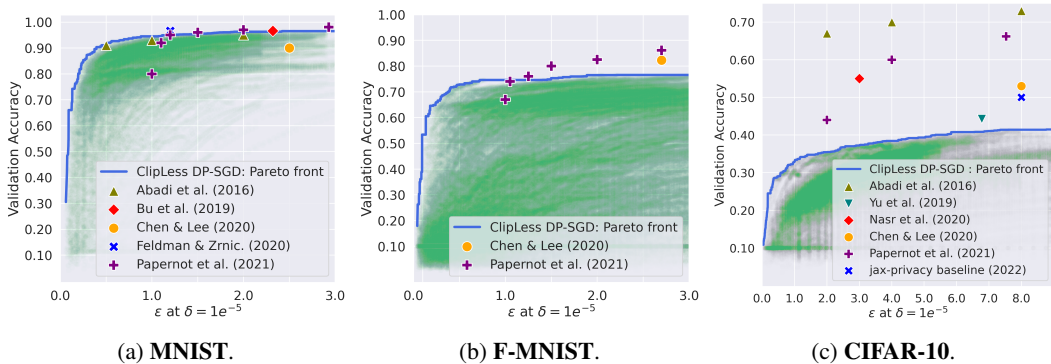 Validation Accuracy
1.00
0.90
0.80
0.70
0.60
0.50
0.40
0.30
0.20
0.10
0.0
1.0
2.0
3.0
ε at δ = 1e⁻⁵
ClipLess DP-SGD: Pareto front
Abadi et al. (2016)
Bu et al. (2019)
Chen & Lee (2020)
Feldman & Zrnic. (2020)
Papernot et al. (2021)
(a) MNIST.
Validation Accuracy
1.00
0.90
0.80
0.70
0.60
0.50
0.40
0.30
0.20
0.10
0.0
1.0
2.0
3.0
ε at δ = 1e⁻⁵
ClipLess DP-SGD: Pareto front
Chen & Lee (2020)
Papernot et al. (2021)
(b) F-MNIST.
Validation Accuracy
0.70
0.60
0.50
0.40
0.30
0.20
0.10
0.0
1.0
2.0
3.0
4.0
5.0
6.0
7.0
8.0
ε at δ = 1e⁻⁵
ClipLess DP-SGD : Pareto front
Abadi et al. (2016)
Yu et al. (2019)
Nasr et al. (2020)
Chen & Lee (2020)
Papernot et al. (2021)
jax-privacy baseline (2022)
(c) CIFAR-10.